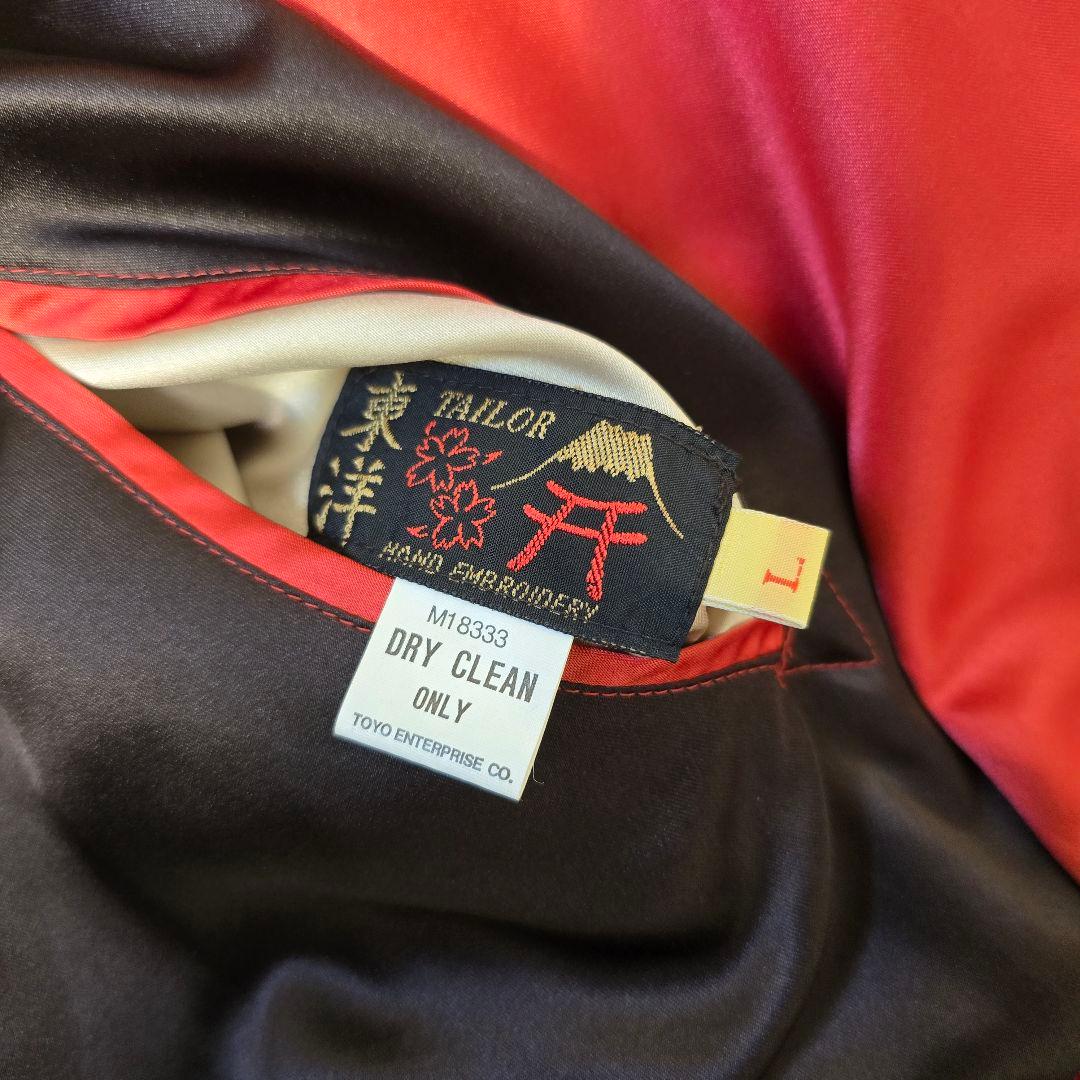 東洋
TAILOR
HAND EMBROIDERY
L
M18333
DRY CLEAN
ONLY
TOYO ENTERPRISE CO.